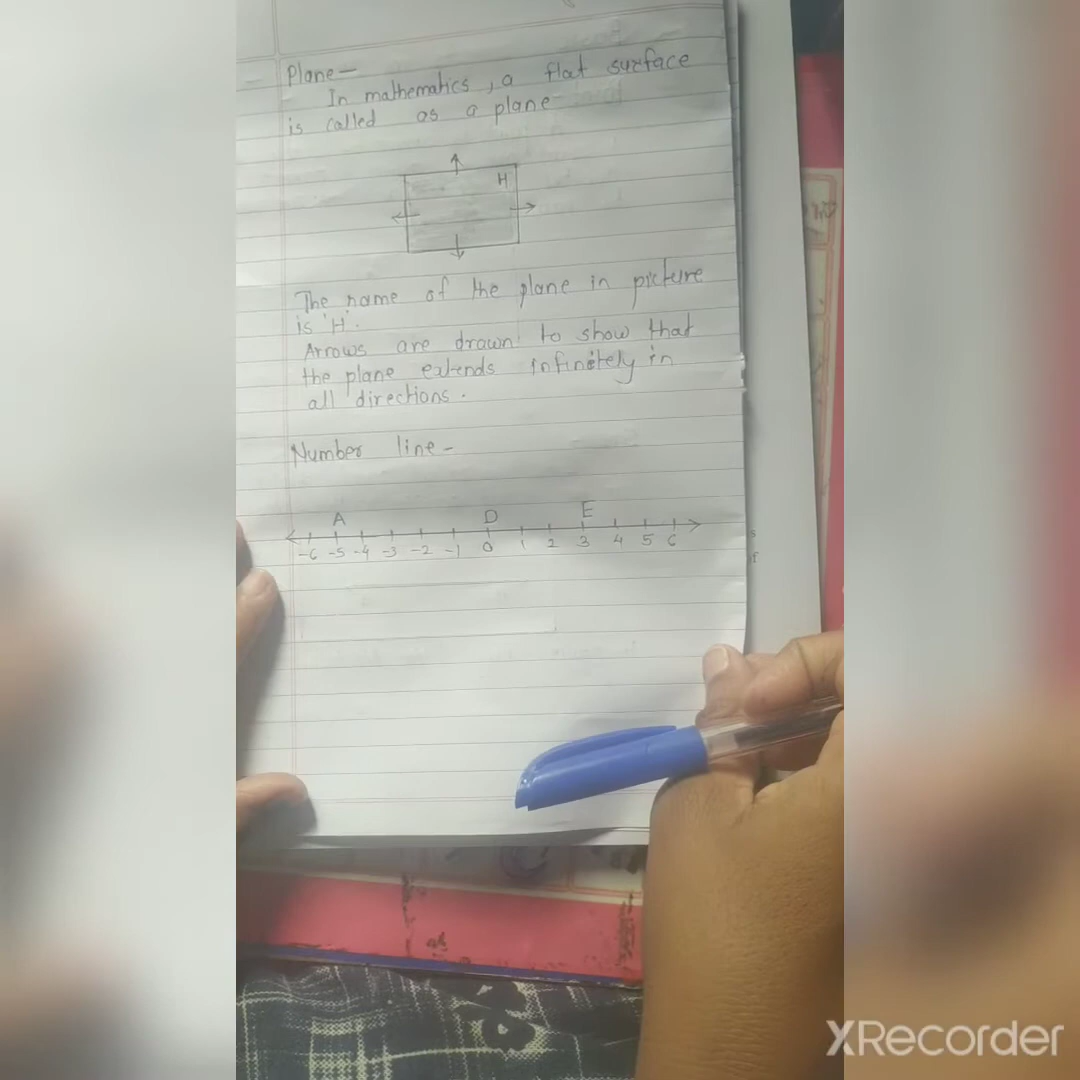 Plane -
In mathematics, a flat surface
is called as a plane
H
The name of the plane in picture
is 'H'.
Arrows are drawn to show that
the plane extends infinitely in
all directions.
Number line -
A D E
-6 -5 -4 -3 -2 -1 0 1 2 3 4 5 6
XRecorder